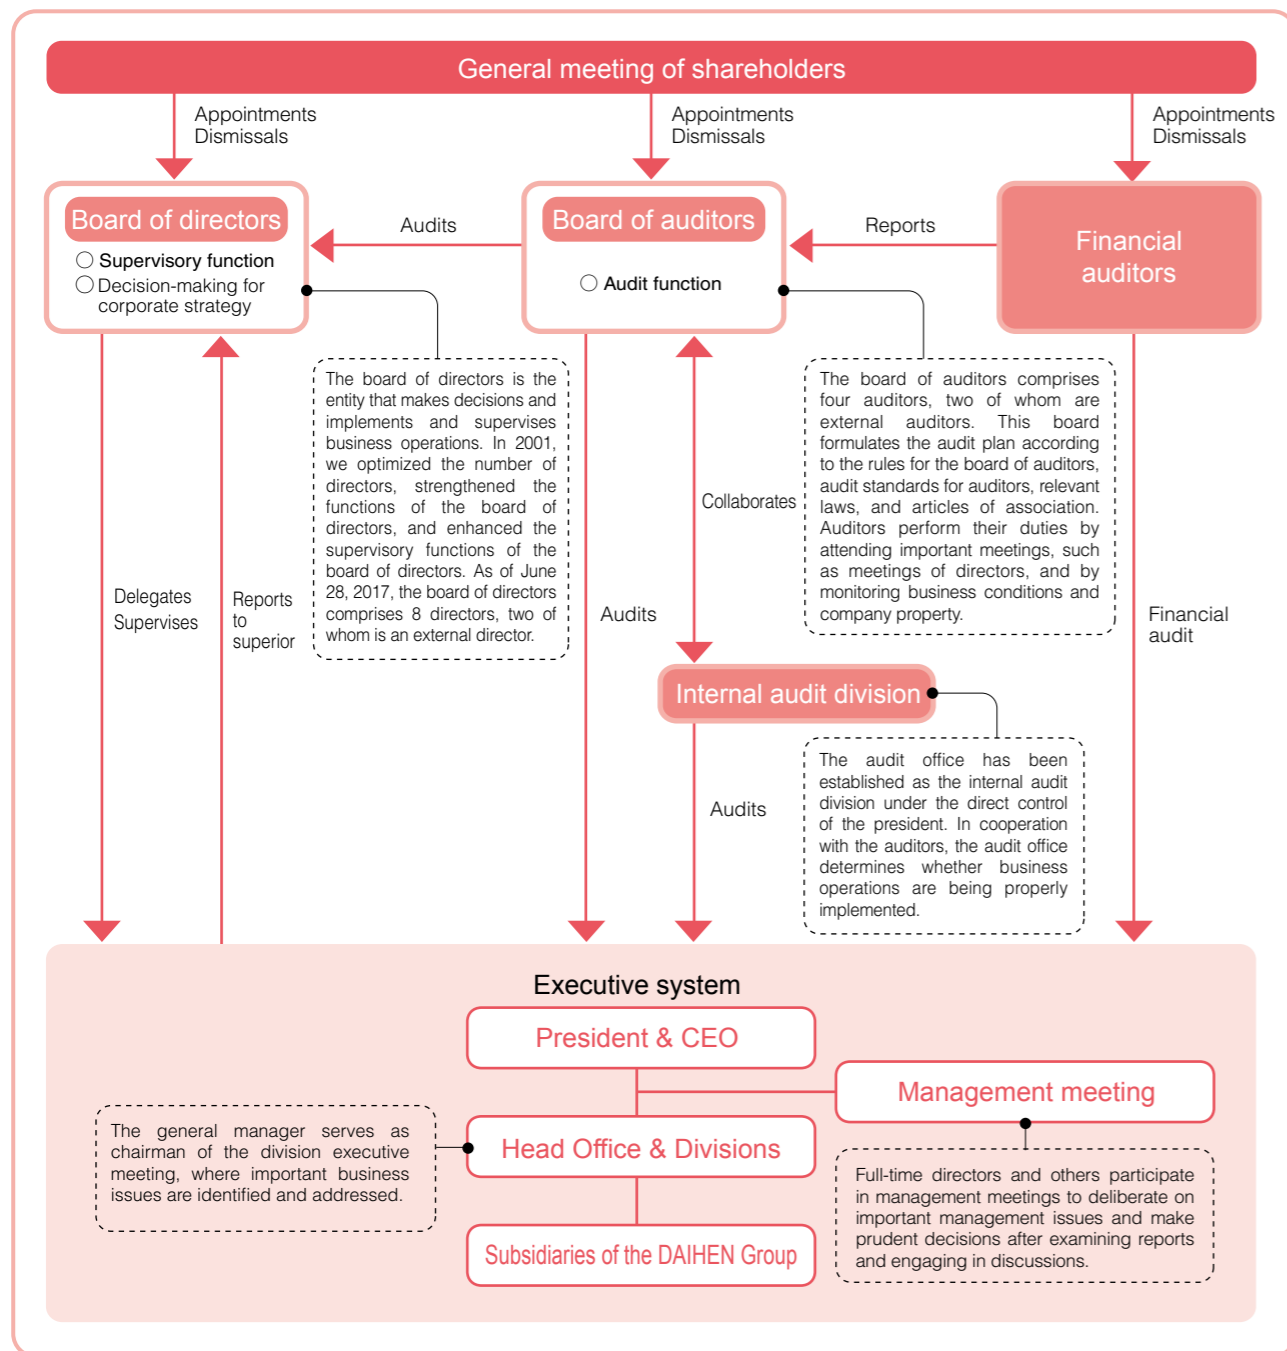 General meeting of shareholders
Appointments
Dismissals
Appointments
Dismissals
Appointments
Dismissals
Board of directors
○ Supervisory function
○ Decision-making for
corporate strategy
Audits
Board of auditors
○ Audit function
Reports
Financial
auditors
The board of directors is the
entity that makes decisions and
implements and supervises
business operations. In 2001,
we optimized the number of
directors, strengthened the
functions of the board of
directors, and enhanced the
supervisory functions of the
board of directors. As of June
28, 2017, the board of directors
comprises 8 directors, two of
whom is an external director.
The board of auditors comprises
four auditors, two of whom are
external auditors. This board
formulates the audit plan according
to the rules for the board of auditors,
audit standards for auditors, relevant
laws, and articles of association.
Auditors perform their duties by
attending important meetings, such
as meetings of directors, and by
monitoring business conditions and
company property.
Delegates
Supervises
Reports
to
superior
Audits
Collaborates
Financial
audit
Internal audit division
Audits
The audit office has been
established as the internal audit
division under the direct control
of the president. In cooperation
with the auditors, the audit office
determines whether business
operations are being properly
implemented.
Executive system
President & CEO
Management meeting
The general manager serves as
chairman of the division executive
meeting, where important business
issues are identified and addressed.
Head Office & Divisions
Full-time directors and others participate
in management meetings to deliberate on
important management issues and make
prudent decisions after examining reports
and engaging in discussions.
Subsidiaries of the DAIHEN Group